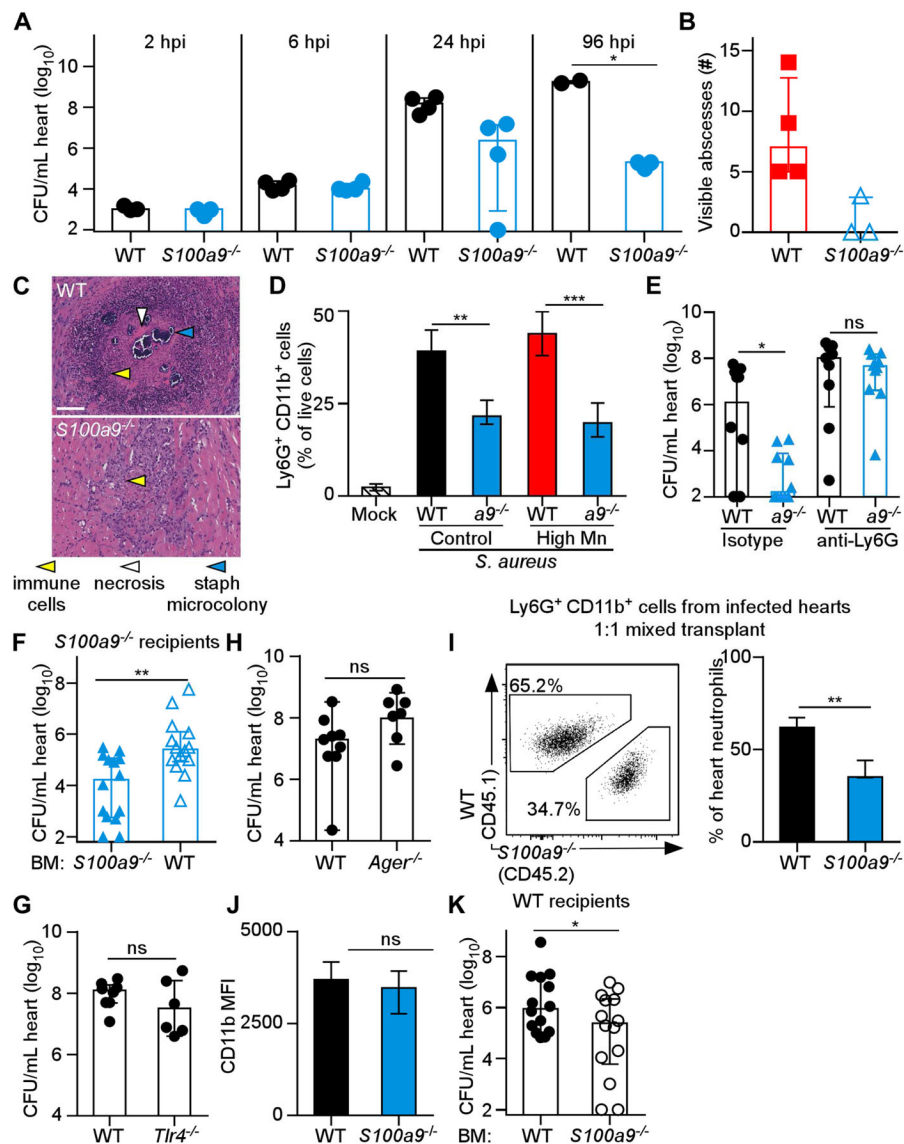 A
2 hpi
6 hpi
24 hpi
96 hpi
*
CFU/mL heart (log10)
10
8
6
4
2
WT
S100a9-/-
WT
S100a9-/-
WT
S100a9-/-
WT
S100a9-/-
B
Visible abscesses (#)
15
10
5
0
WT
S100a9-/-
C
WT
S100a9-/-
immune
cells
necrosis
staph
microcolony
D
Ly6G+ CD11b+ cells
(% of live cells)
50
25
0
**
***
Mock
WT
a9-/-
WT
a9-/-
Control
High Mn
S. aureus
E
CFU/mL heart (log10)
10
8
6
4
2
*
ns
WT
a9-/-
WT
a9-/-
Isotype
anti-Ly6G
F
S100a9-/- recipients
**
CFU/mL heart (log10)
10
8
6
4
2
BM: S100a9-/-
WT
H
ns
CFU/mL heart (log10)
10
8
6
4
WT
Ager-/-
I
Ly6G+ CD11b+ cells from infected hearts
1:1 mixed transplant
65.2%
34.7%
WT
(CD45.1)
S100a9-/-
(CD45.2)
% of heart neutrophils
100
50
0
**
WT
S100a9-/-
G
ns
CFU/mL heart (log10)
10
8
6
4
WT
Tlr4-/-
J
ns
CD11b MFI
5000
2500
0
WT
S100a9-/-
K
WT recipients
*
CFU/mL heart (log10)
10
8
6
4
2
BM:
WT
S100a9-/-